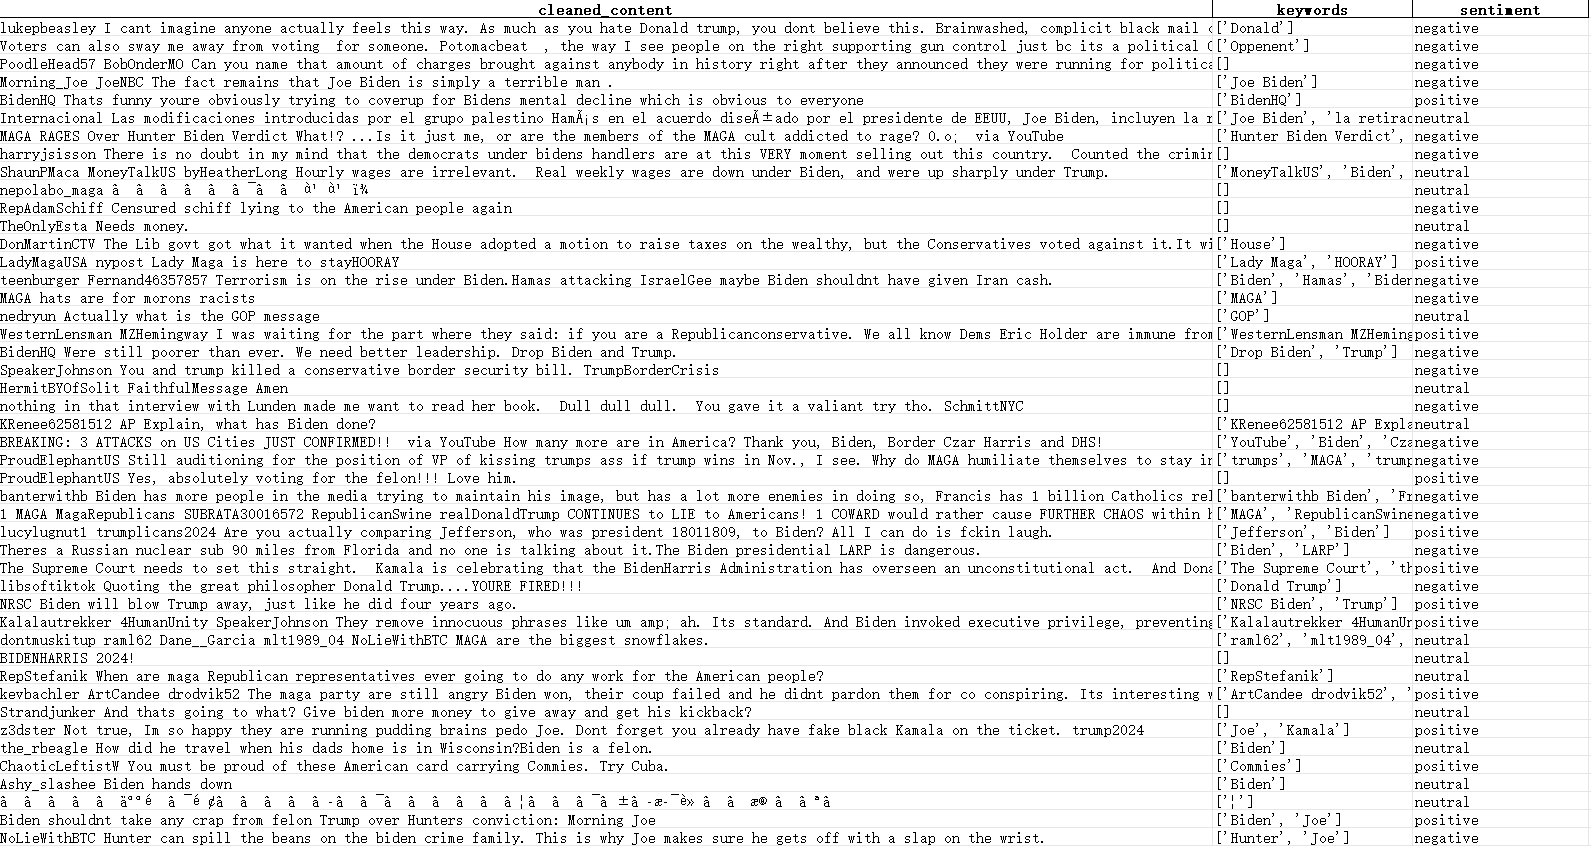 cleaned_content keywords sentiment
lukepbeasley I cant imagine anyone actually feels this way. As much as you hate Donald trump, you dont believe this. Brainwashed, complicit black mail ['Donald'] negative
Voters can also sway me away from voting  for someone. Potomacbeat  , the way I see people on the right supporting gun control just bc its a political ['Oppenent'] negative
PoodleHead57 BobOnderMO Can you name that amount of charges brought against anybody in history right after they announced they were running for politica [] negative
Morning_Joe JoeNBC The fact remains that Joe Biden is simply a terrible man . ['Joe Biden'] negative
BidenHQ Thats funny youre obviously trying to coverup for Bidens mental decline which is obvious to everyone ['BidenHQ'] positive
Internacional Las modificaciones introducidas por el grupo palestino HamÃ¡s en el acuerdo diseÃ±ado por el presidente de EEUU, Joe Biden, incluyen la r ['Joe Biden', 'la retirac neutral
MAGA RAGES Over Hunter Biden Verdict What!? ...Is it just me, or are the members of the MAGA cult addicted to rage? O.o;  via YouTube ['Hunter Biden Verdict', neutral
harryjsisson There is no doubt in my mind that the democrats under bidens handlers are at this VERY moment selling out this country.  Counted the crimin [] negative
ShaunPMaca MoneyTalkUS byHeatherLong Hourly wages are irrelevant.  Real weekly wages are down under Biden, and were up sharply under Trump. ['MoneyTalkUS', 'Biden', neutral
nepolabo_maga [] neutral
RepAdamSchiff Censured schiff lying to the American people again [] negative
TheOnlyEsta Needs money. [] neutral
DonMartinCTV The Lib govt got what it wanted when the House adopted a motion to raise taxes on the wealthy, but the Conservatives voted against it.It wi ['House'] negative
LadyMagaUSA nypost Lady Maga is here to stayHOORAY ['Lady Maga', 'HOORAY'] positive
teenburger Fernand46357857 Terrorism is on the rise under Biden.Hamas attacking IsraelGee maybe Biden shouldnt have given Iran cash. ['Biden', 'Hamas', 'Biden negative
MAGA hats are for morons racists ['MAGA'] negative
nedryun Actually what is the GOP message ['GOP'] neutral
WesternLensman MZHemingway I was waiting for the part where they said: if you are a Republicanconservative. We all know Dems Eric Holder are immune from ['WesternLensman MZHeming positive
BidenHQ Were still poorer than ever. We need better leadership. Drop Biden and Trump. ['Drop Biden', 'Trump'] negative
SpeakerJohnson You and trump killed a conservative border security bill. TrumpBorderCrisis [] negative
HermitBYOfSolit FaithfulMessage Amen [] neutral
nothing in that interview with Lunden made me want to read her book.  Dull dull dull.  You gave it a valiant try tho. SchmittNYC [] negative
KRenee62581512 AP Explain, what has Biden done? ['KRenee62581512 AP Expla neutral
BREAKING: 3 ATTACKS on US Cities JUST CONFIRMED!!  via YouTube How many more are in America? Thank you, Biden, Border Czar Harris and DHS! ['YouTube', 'Biden', 'Cza negative
ProudElephantUS Still auditioning for the position of VP of kissing trumps ass if trump wins in Nov., I see. Why do MAGA humiliate themselves to stay in ['trumps', 'MAGA', 'trump negative
ProudElephantUS Yes, absolutely voting for the felon!!! Love him. [] positive
banterwithb Biden has more people in the media trying to maintain his image, but has a lot more enemies in doing so, Francis has 1 billion Catholics rel ['banterwithb Biden', 'Fr negative
1 MAGA MagaRepublicans SUBRATA30016572 RepublicanSwine realDonaldTrump CONTINUES to LIE to Americans! 1 COWARD would rather cause FURTHER CHAOS within ['MAGA', 'RepublicanSwine negative
lucylugnut1 trumplicans2024 Are you actually comparing Jefferson, who was president 18011809, to Biden? All I can do is fckin laugh. ['Jefferson', 'Biden'] positive
Theres a Russian nuclear sub 90 miles from Florida and no one is talking about it.The Biden presidential LARP is dangerous. ['Biden', 'LARP'] negative
The Supreme Court needs to set this straight.  Kamala is celebrating that the BidenHarris Administration has overseen an unconstitutional act.  And Dona ['The Supreme Court', 'th negative
libsoftiktok Quoting the great philosopher Donald Trump....YOURE FIRED!!! ['Donald Trump'] negative
NRSC Biden will blow Trump away, just like he did four years ago. ['NRSC Biden', 'Trump'] positive
Kalalautrekker 4HumanUnity SpeakerJohnson They remove innocuous phrases like um amp; ah. Its standard. And Biden invoked executive privilege, preventing ['Kalalautrekker 4HumanUn positive
dontmuskitup raml62 Dane__Garcia mlt1989_04 NoLieWithBTC MAGA are the biggest snowflakes. ['raml62', 'mlt1989_04', neutral
BIDENHARRIS 2024! [] neutral
RepStefanik When are maga Republican representatives ever going to do any work for the American people? ['RepStefanik'] neutral
kevbachler ArtCandee drodvik52 The maga party are still angry Biden won, their coup failed and he didnt pardon them for co conspiring. Its interesting w ['ArtCandee drodvik52', ' positive
Strandjunker And thats going to what? Give biden more money to give away and get his kickback? [] neutral
z3dster Not true, Im so happy they are running pudding brains pedo Joe. Dont forget you already have fake black Kamala on the ticket. trump2024 ['Joe', 'Kamala'] positive
the_rbeagle How did he travel when his dads home is in Wisconsin?Biden is a felon. ['Biden'] neutral
ChaoticLeftistW You must be proud of these American card carrying Commies. Try Cuba. ['Commies'] positive
Ashy_slashee Biden hands down ['Biden'] neutral
['¦'] neutral
Biden shouldnt take any crap from felon Trump over Hunters conviction: Morning Joe ['Biden', 'Joe'] positive
NoLieWithBTC Hunter can spill the beans on the biden crime family. This is why Joe makes sure he gets off with a slap on the wrist. ['Hunter', 'Joe'] negative